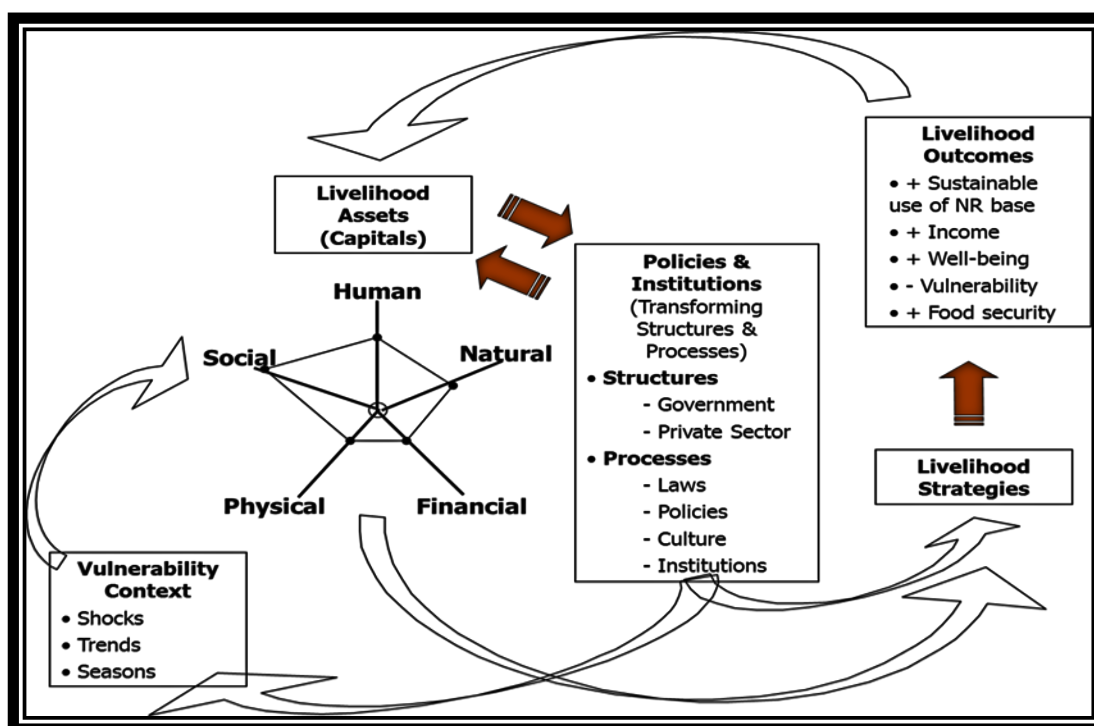 Livelihood
Assets
(Capitals)
Human
Social
Natural
Physical
Financial
Vulnerability
Context
• Shocks
• Trends
• Seasons
Policies &
Institutions
(Transforming
Structures &
Processes)
• Structures
- Government
- Private Sector
• Processes
- Laws
- Policies
- Culture
- Institutions
Livelihood
Outcomes
• + Sustainable
use of NR base
• + Income
• + Well-being
• - Vulnerability
• + Food security
Livelihood
Strategies